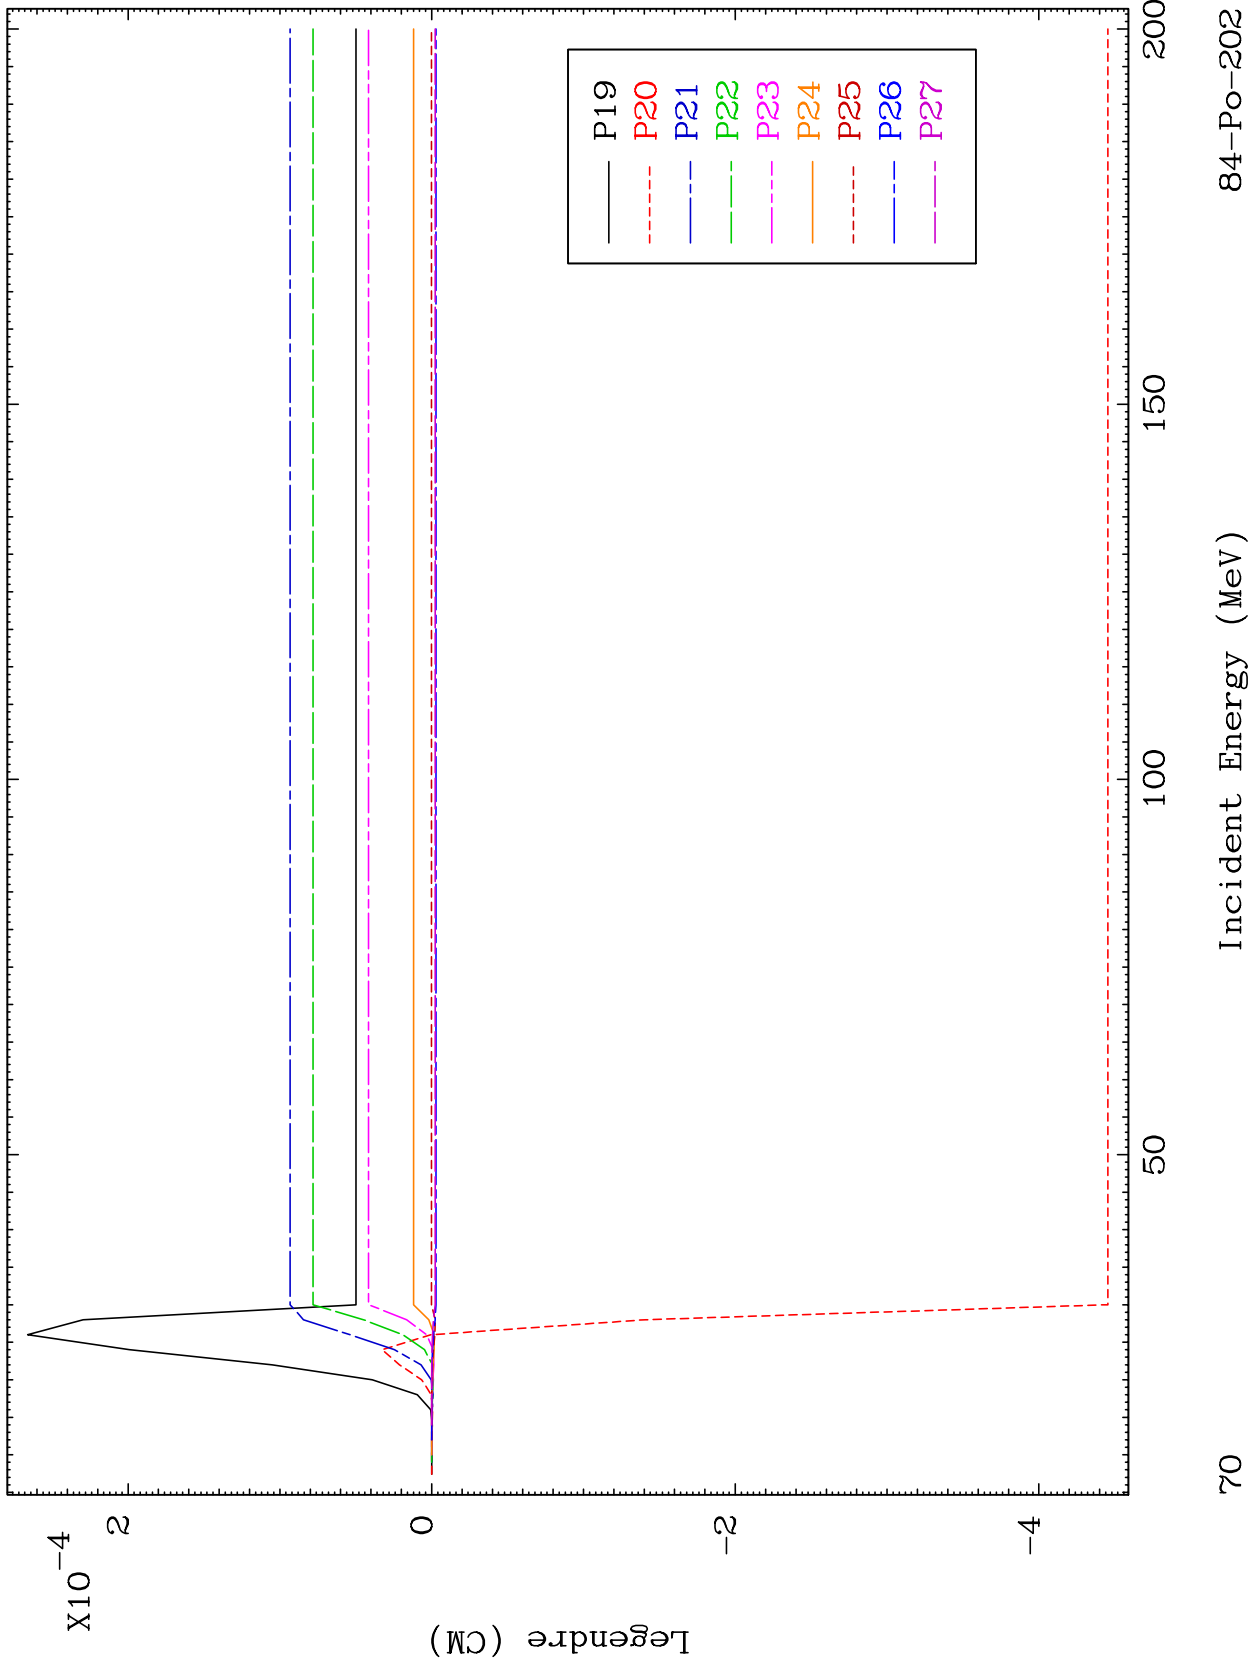 X10
-4
2
0
-2
-4
Legendre (CM)
50
100
150
200
Incident Energy (MeV)
70
84-Po-202
P19
P20
P21
P22
P23
P24
P25
P26
P27